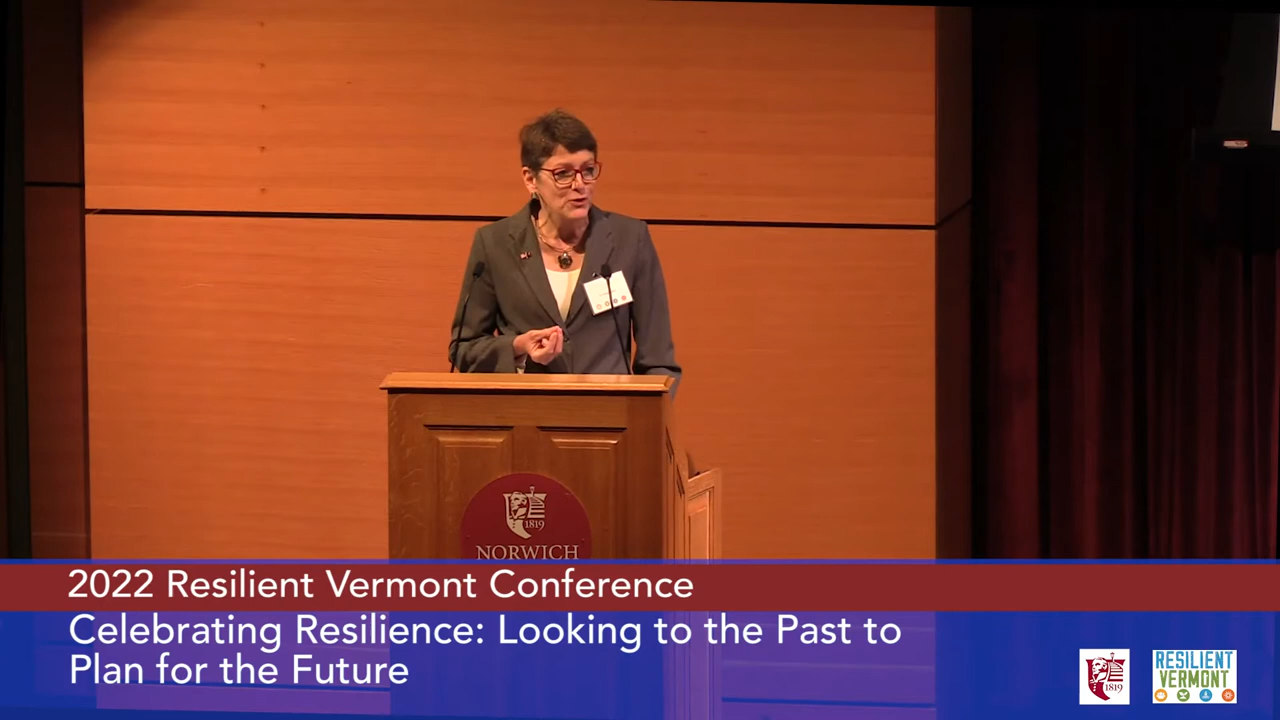 1819
NORWICH
2022 Resilient Vermont Conference
Celebrating Resilience: Looking to the Past to
Plan for the Future
1819
RESILIENT
VERMONT